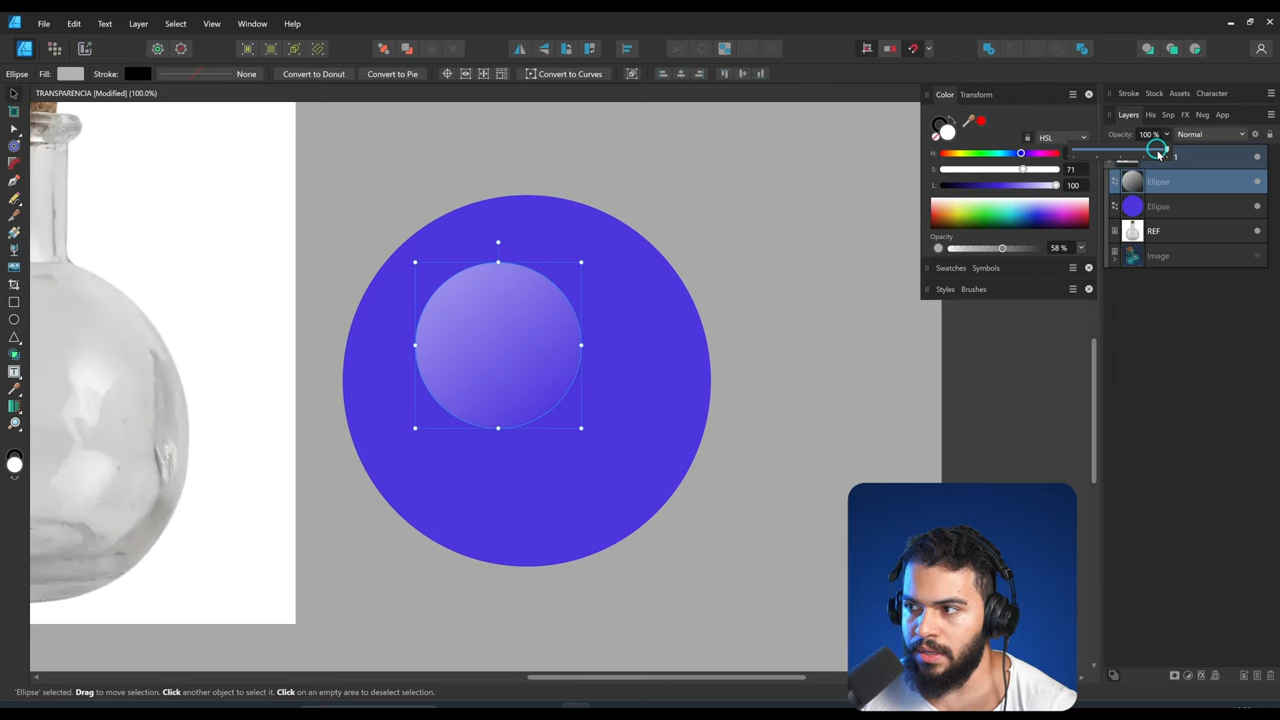 File Edit Text Layer Select View Window Help
Ellipse Fill: Stroke: None Convert to Donut Convert to Pie Convert to Curves
TRANSPARENCIA [Modified] (100.0%)
Color Transform
HSL
H:
S: 71
L: 100
Opacity
58 %
Swatches Symbols
Styles Brushes
Stroke Stock Assets Character
Layers His Snp FX Nvg App
Opacity: 100 % Normal
1
Ellipse
Ellipse
REF
Image
'Ellipse' selected. Drag to move selection. Click another object to select it. Click on an empty area to deselect selection.